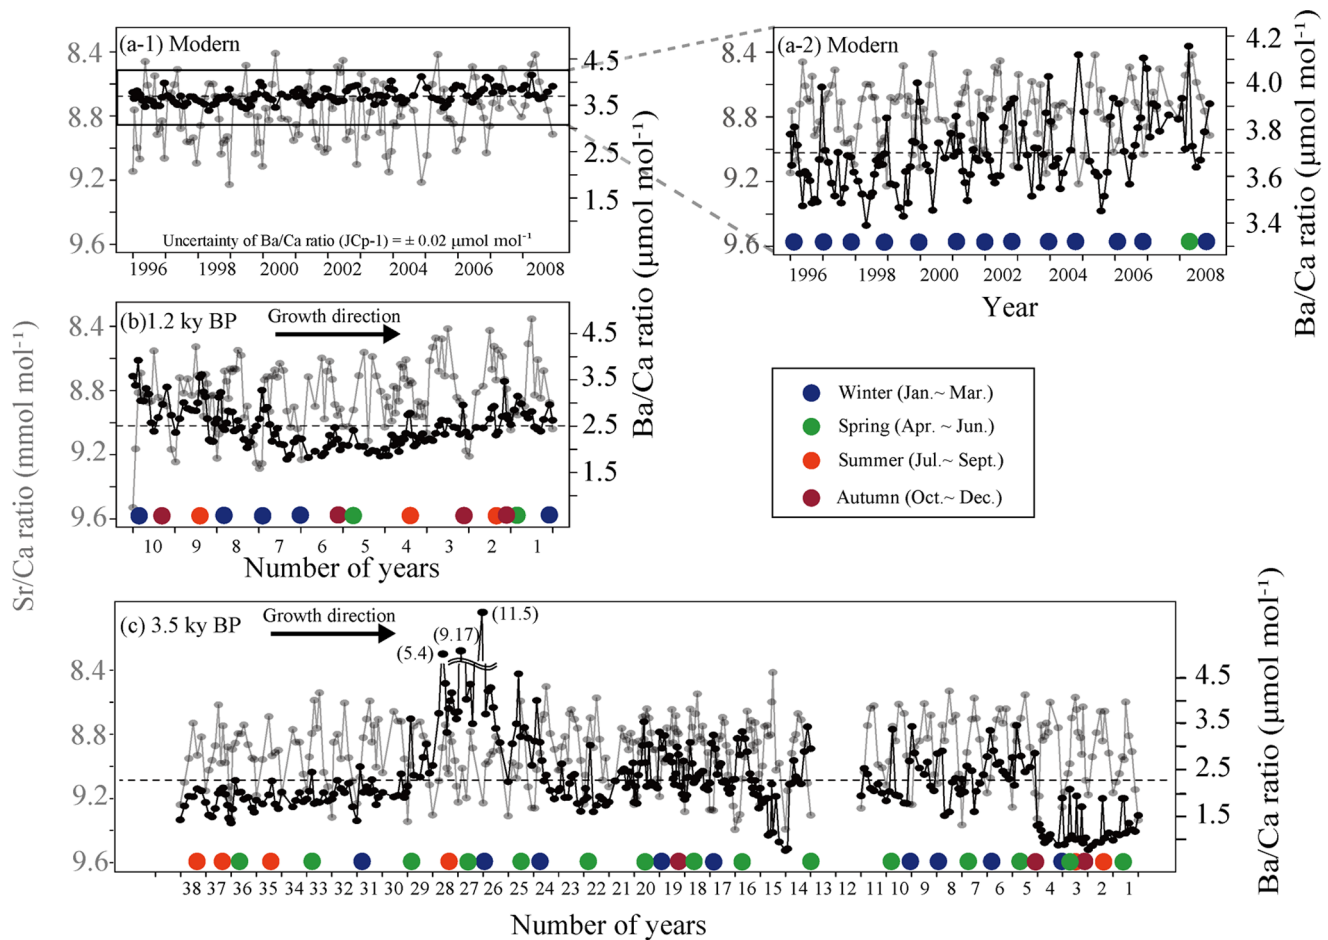 (a-1) Modern
8.4
8.8
9.2
9.6
4.5
3.5
2.5
1.5
Uncertainty of Ba/Ca ratio (JCp-1) = ± 0.02 μmol mol⁻¹
1996 1998 2000 2002 2004 2006 2008
Ba/Ca ratio (μmol mol⁻¹)
(a-2) Modern
8.4
8.8
9.2
9.6
4.2
4.0
3.8
3.6
3.4
1996 1998 2000 2002 2004 2006 2008
Year
Ba/Ca ratio (μmol mol⁻¹)
(b)1.2 ky BP
Growth direction
8.4
8.8
9.2
9.6
4.5
3.5
2.5
1.5
10 9 8 7 6 5 4 3 2 1
Number of years
Sr/Ca ratio (mmol mol⁻¹)
Winter (Jan.~ Mar.)
Spring (Apr. ~ Jun.)
Summer (Jul.~ Sept.)
Autumn (Oct.~ Dec.)
(c) 3.5 ky BP
Growth direction
(5.4)
(9.17)
(11.5)
8.4
8.8
9.2
9.6
4.5
3.5
2.5
1.5
38 37 36 35 34 33 32 31 30 29 28 27 26 25 24 23 22 21 20 19 18 17 16 15 14 13 12 11 10 9 8 7 6 5 4 3 2 1
Number of years
Ba/Ca ratio (μmol mol⁻¹)